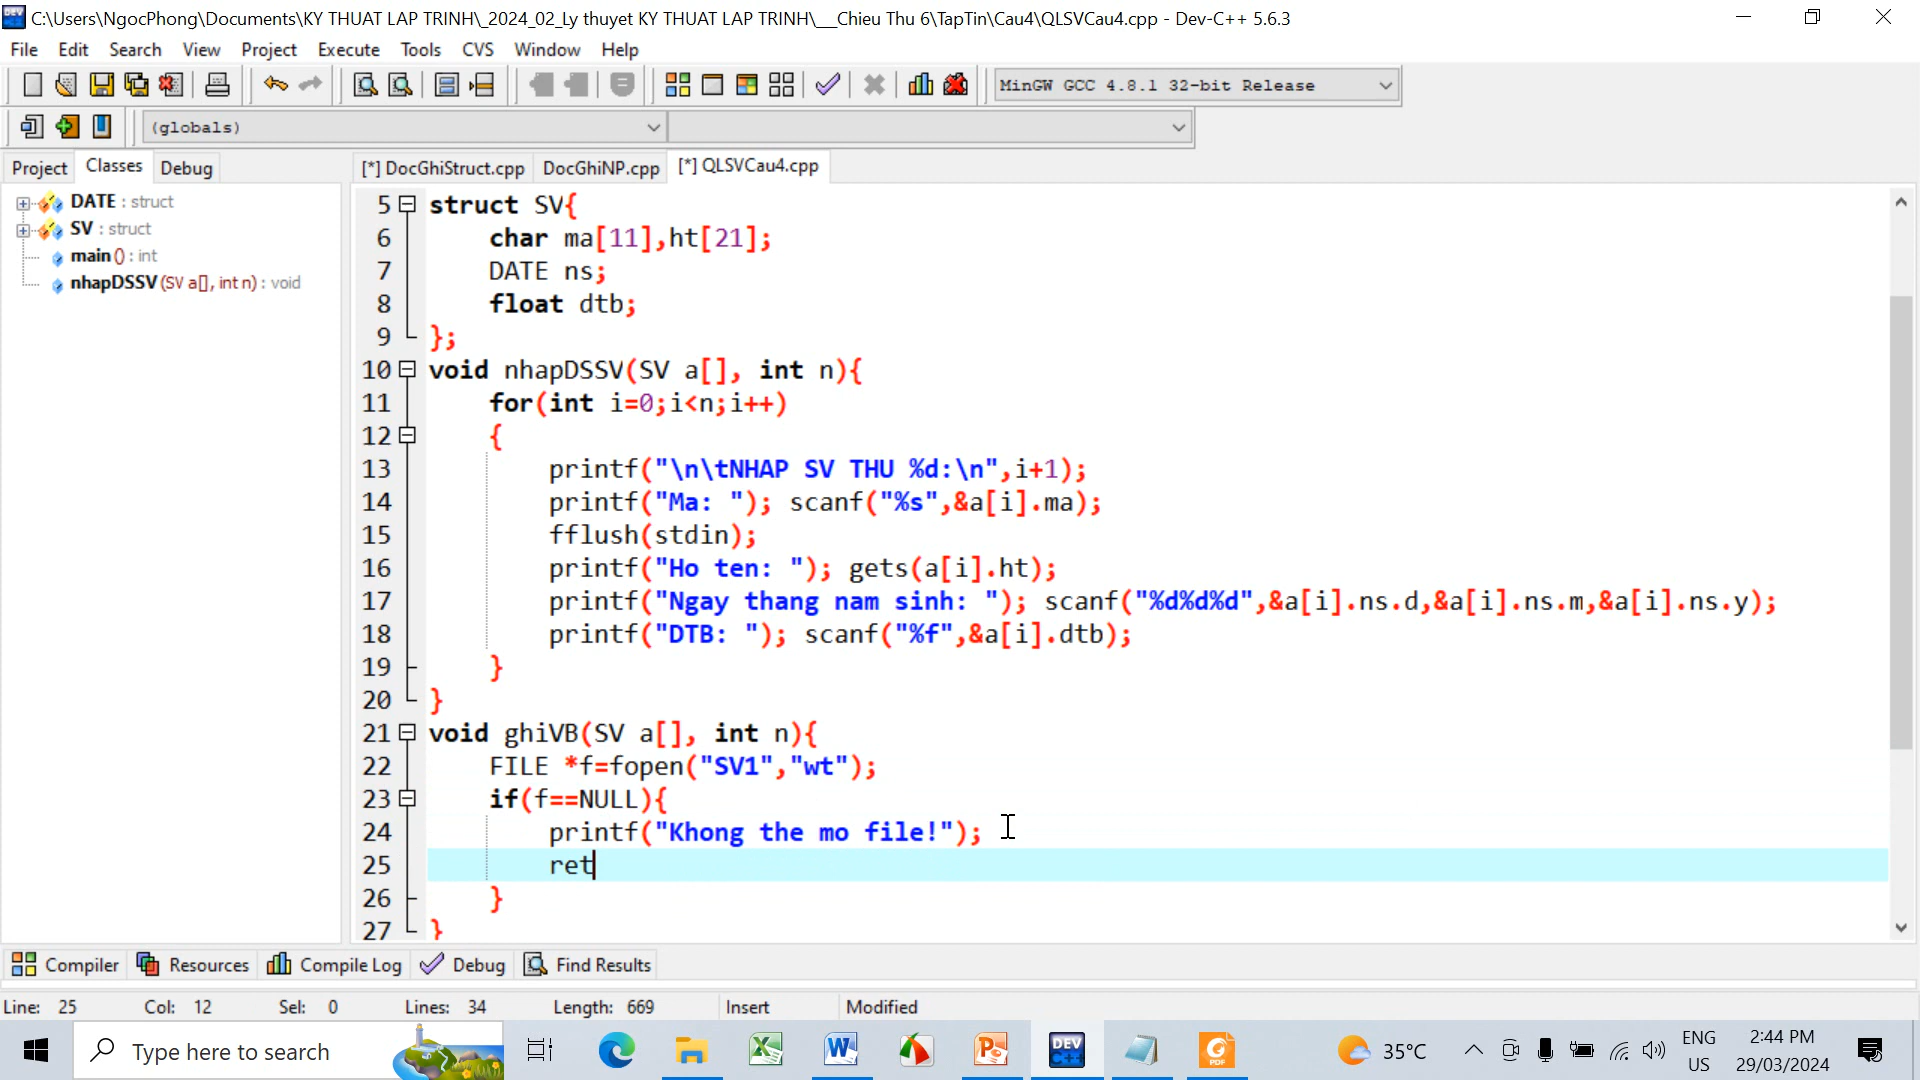 C:\Users\NgocPhong\Documents\KY THUAT LAP TRINH\_2024_02_Ly thuyet KY THUAT LAP TRINH\__Chieu Thu 6\TapTin\Cau4\QLSVCau4.cpp - Dev-C++ 5.6.3
File Edit Search View Project Execute Tools CVS Window Help
MinGW GCC 4.8.1 32-bit Release
(globals)
Project Classes Debug
[*] DocGhiStruct.cpp DocGhiNP.cpp [*] QLSVCau4.cpp
DATE : struct
SV : struct
main () : int
nhapDSSV (SV a[], int n) : void
5 struct SV{
6 char ma[11],ht[21];
7 DATE ns;
8 float dtb;
9 };
10 void nhapDSSV(SV a[], int n){
11 for(int i=0;i<n;i++)
12 {
13 printf("\n\tNHAP SV THU %d:\n",i+1);
14 printf("Ma: "); scanf("%s",&a[i].ma);
15 fflush(stdin);
16 printf("Ho ten: "); gets(a[i].ht);
17 printf("Ngay thang nam sinh: "); scanf("%d%d%d",&a[i].ns.d,&a[i].ns.m,&a[i].ns.y);
18 printf("DTB: "); scanf("%f",&a[i].dtb);
19 }
20 }
21 void ghiVB(SV a[], int n){
22 FILE *f=fopen("SV1","wt");
23 if(f==NULL){
24 printf("Khong the mo file!");
25 ret
26 }
27 }
Compiler Resources Compile Log Debug Find Results
Line: 25 Col: 12 Sel: 0 Lines: 34 Length: 669 Insert Modified
Type here to search
DEV C++
PDF
35°C
ENG
US
2:44 PM
29/03/2024